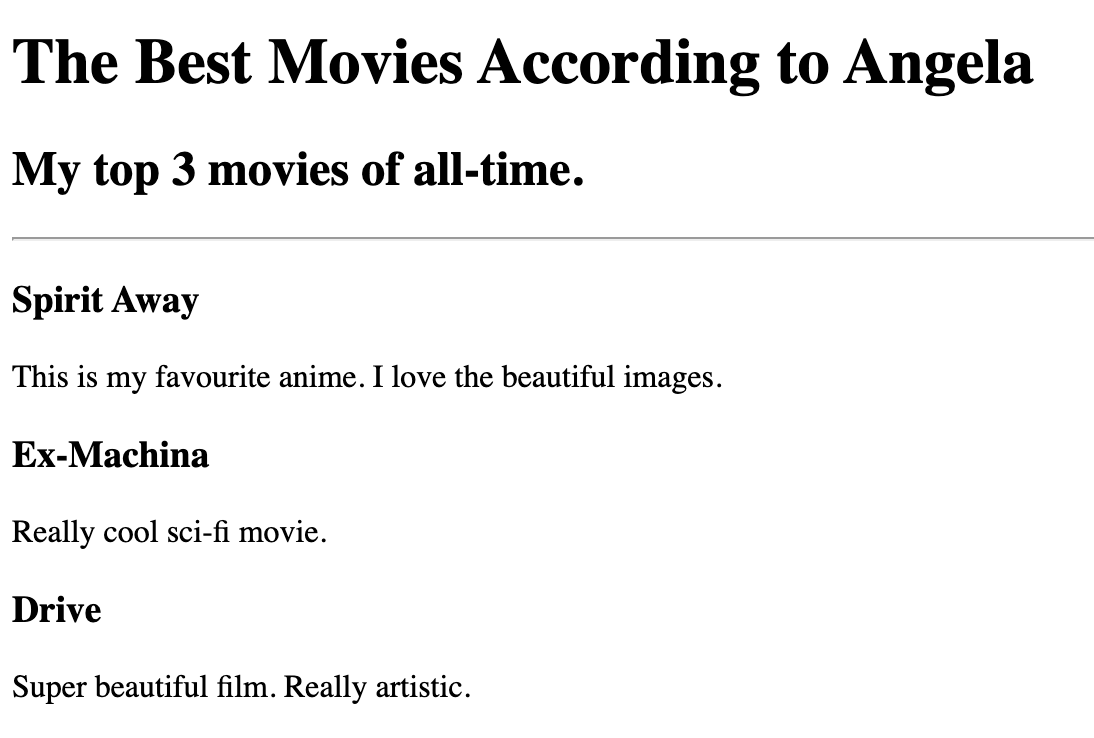 The Best Movies According to Angela
My top 3 movies of all-time.
Spirit Away
This is my favourite anime. I love the beautiful images.
Ex-Machina
Really cool sci-fi movie.
Drive
Super beautiful film. Really artistic.